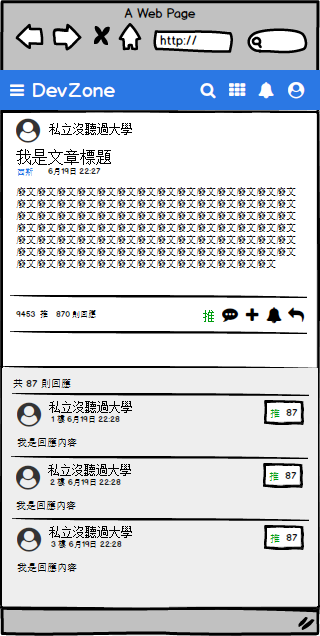 A Web Page
http://
DevZone
私立沒聽過大學
我是文章標題
西斯 6月19日 22:27
發文發文發文發文發文發文發文發文發文發文發文發文發文發文
發文發文發文發文發文發文發文發文發文發文發文發文發文發文
發文發文發文發文發文發文發文發文發文發文發文發文發文發文
發文發文發文發文發文發文發文發文發文發文發文發文發文發文
發文發文發文發文發文發文發文發文發文發文發文發文發文發文
發文發文發文發文發文發文發文發文發文發文發文發文發文發文
發文發文發文發文發文發文發文發文發文發文發文發文發文
9453 推 870 則回應 推
共 87 則回應
私立沒聽過大學
1 樓 6月19日 22:28
推 87
我是回應內容
私立沒聽過大學
2 樓 6月19日 22:28
推 87
我是回應內容
私立沒聽過大學
3 樓 6月19日 22:28
推 87
我是回應內容